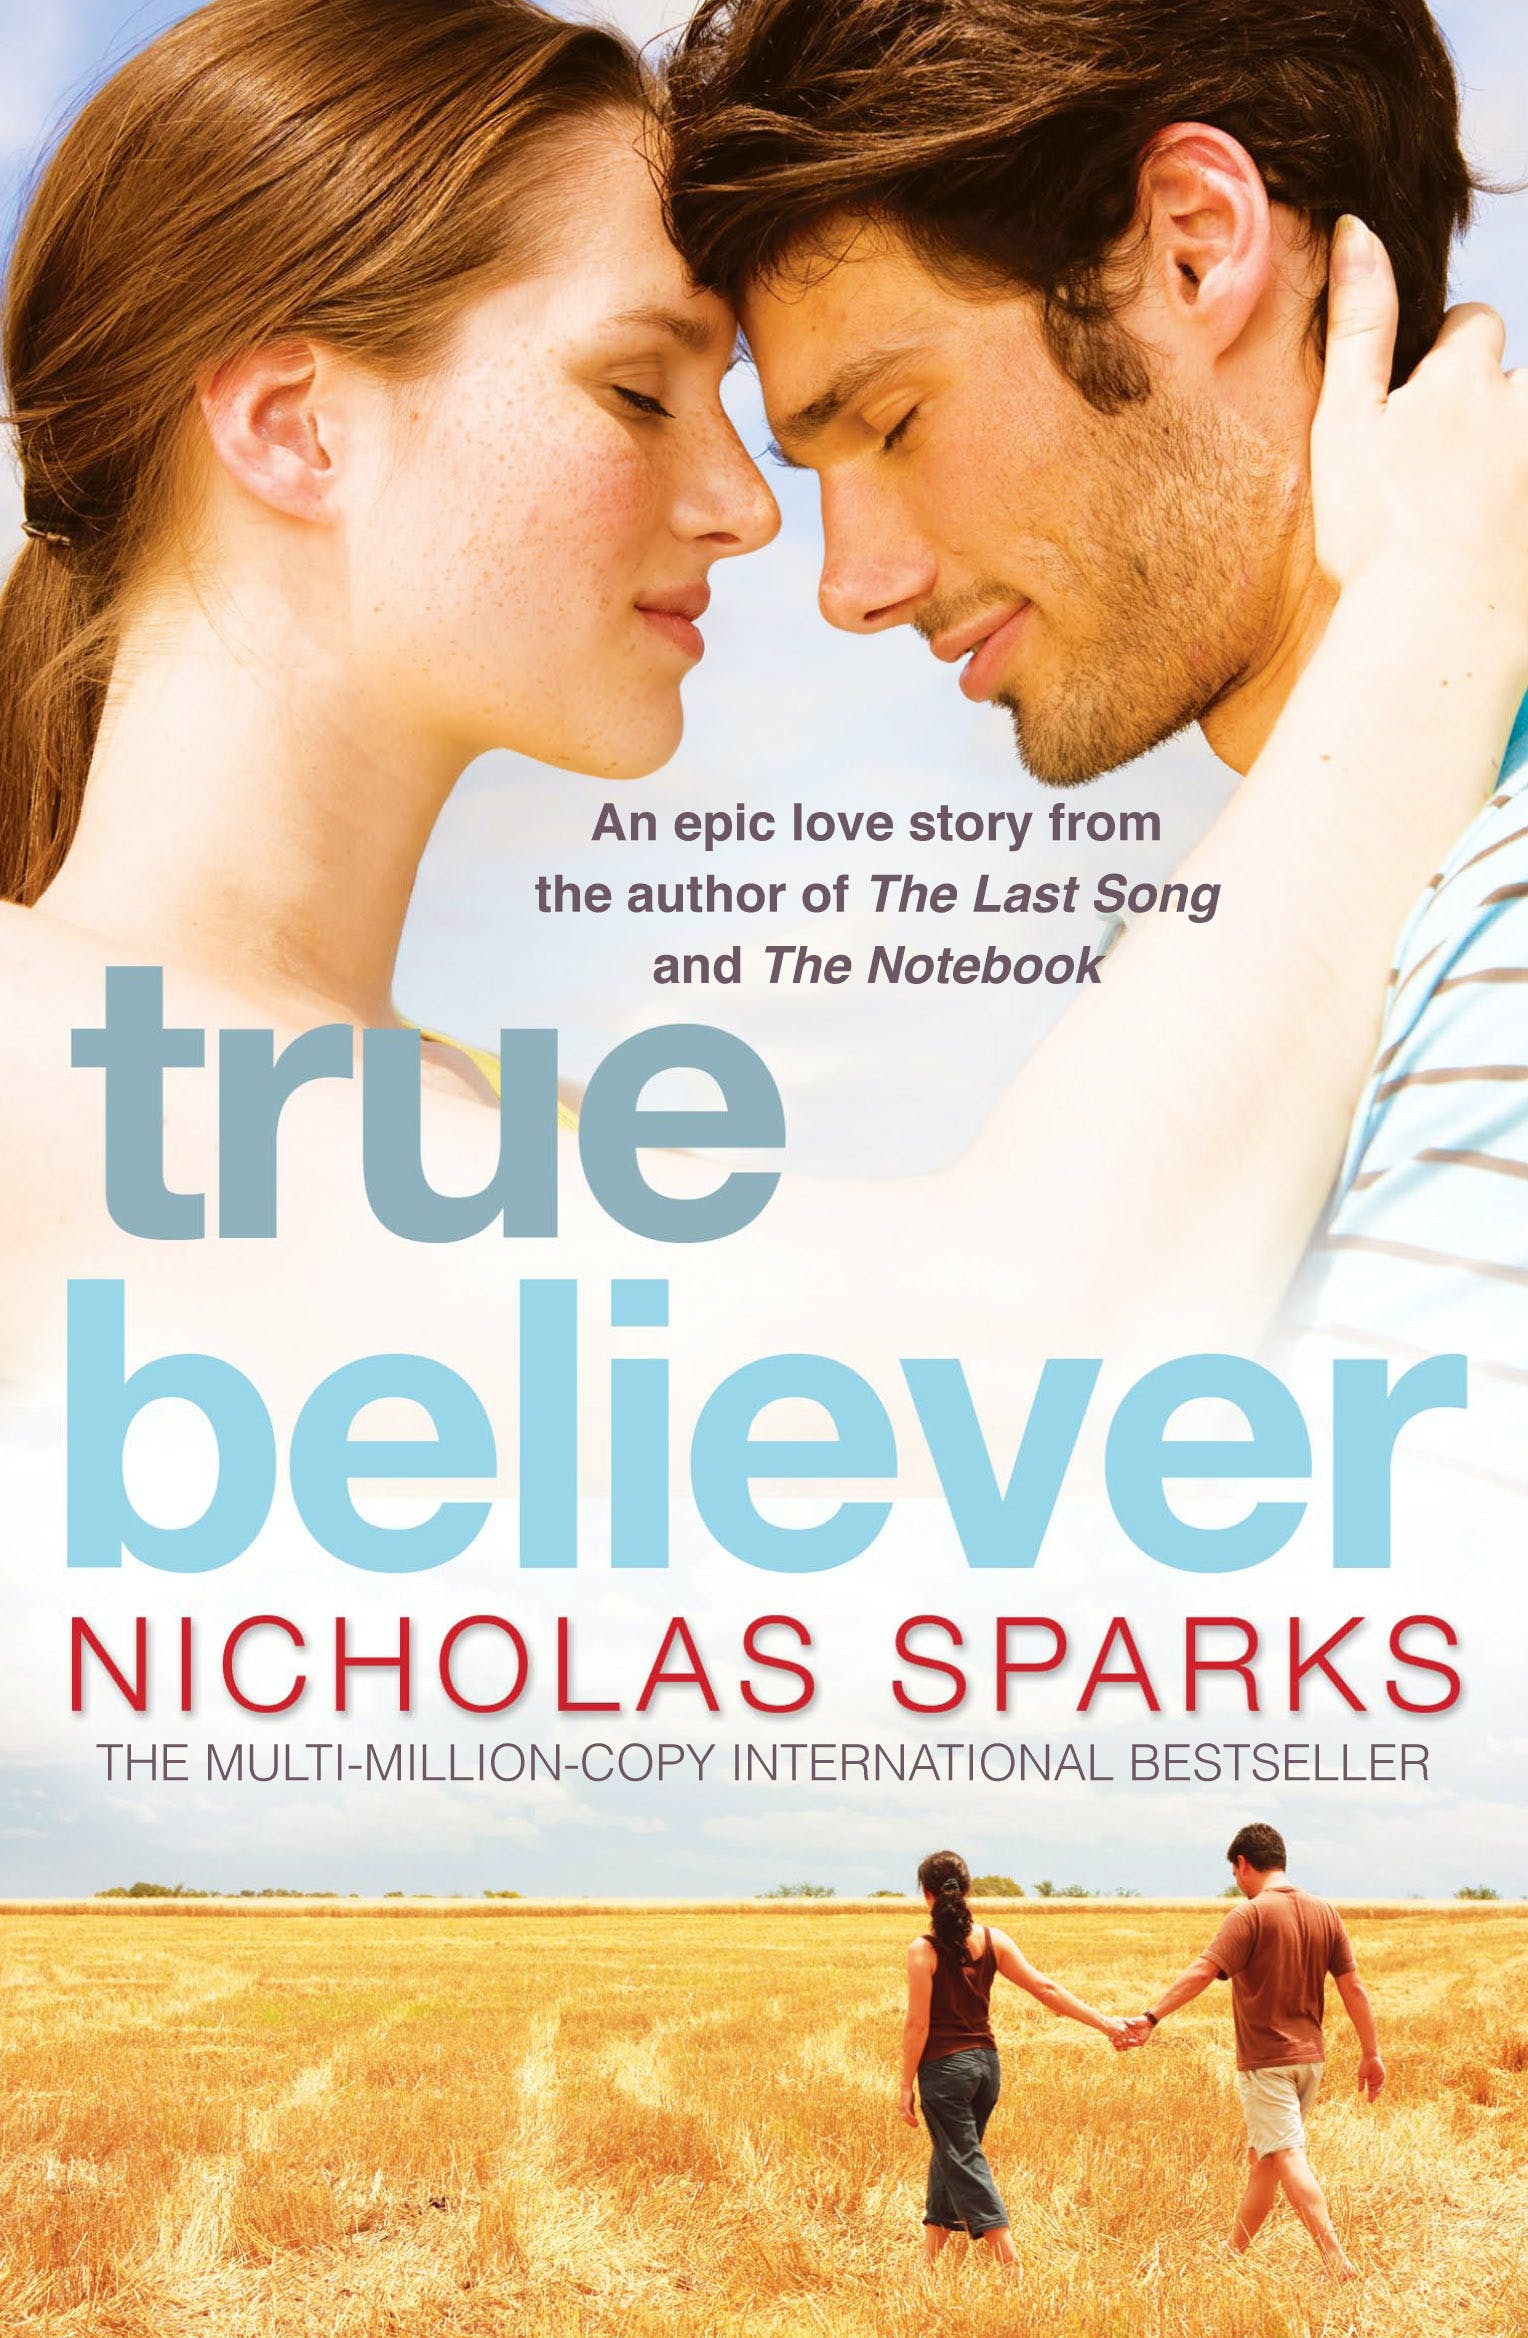 An epic love story from
the author of The Last Song
and The Notebook
true
believer
NICHOLAS SPARKS
THE MULTI-MILLION-COPY INTERNATIONAL BESTSELLER